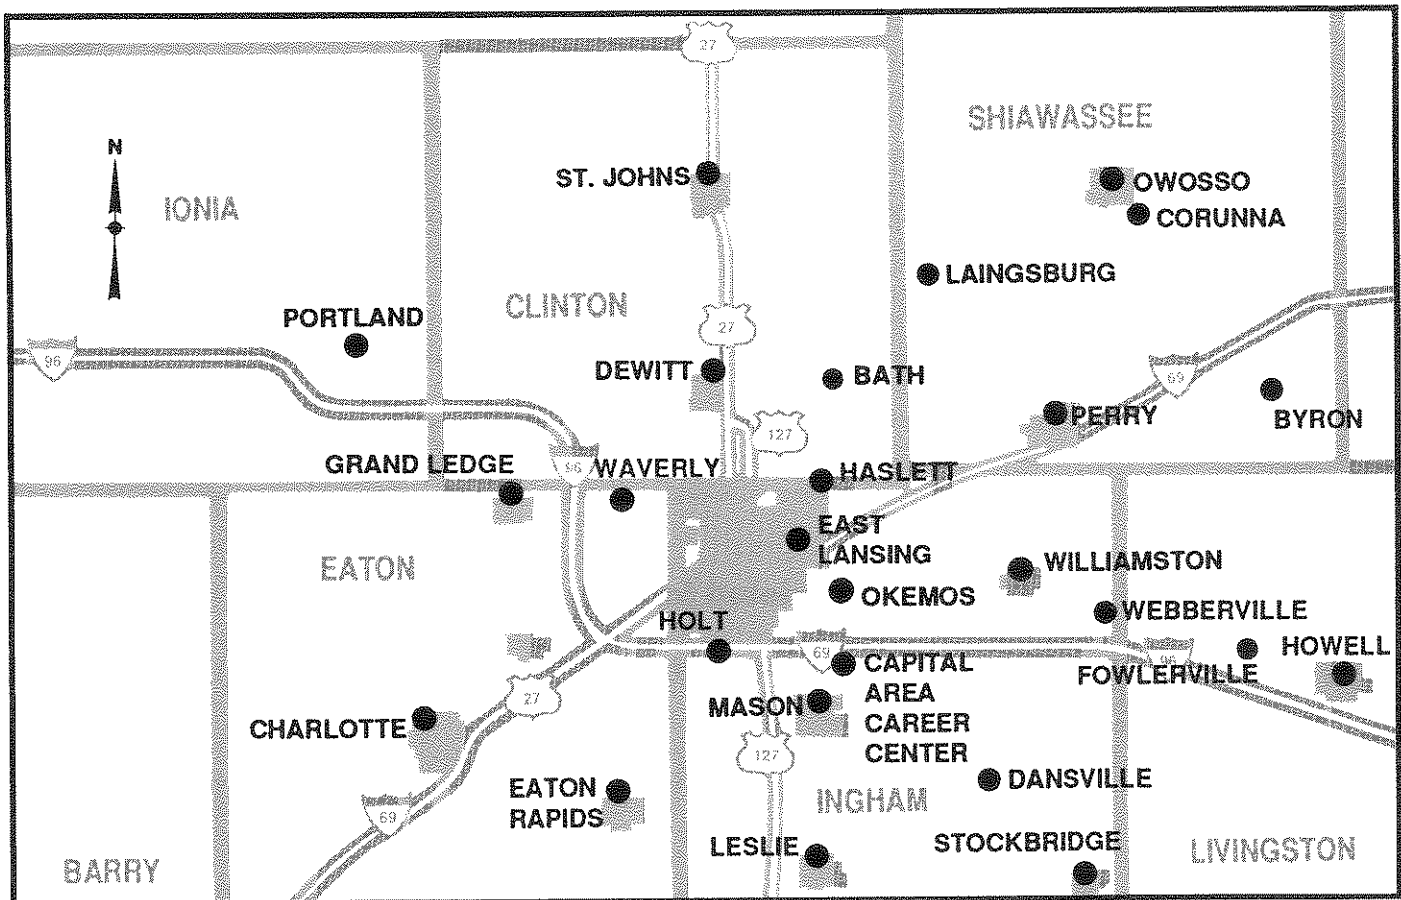 27
SHIAWASSEE
N
ST. JOHNS
OWOSSO
IONIA
CORUNNA
LAINGSBURG
CLINTON
PORTLAND
27
96
DEWITT
BATH
69
PERRY
BYRON
127
GRAND LEDGE
96
WAVERLY
HASLETT
EAST
LANSING
EATON
WILLIAMSTON
OKEMOS
WEBBERVILLE
HOLT
HOWELL
69
CAPITAL
AREA
CAREER
CENTER
96
FOWLERVILLE
27
MASON
CHARLOTTE
127
DANSVILLE
EATON
RAPIDS
INGHAM
69
LESLIE
STOCKBRIDGE
LIVINGSTON
BARRY